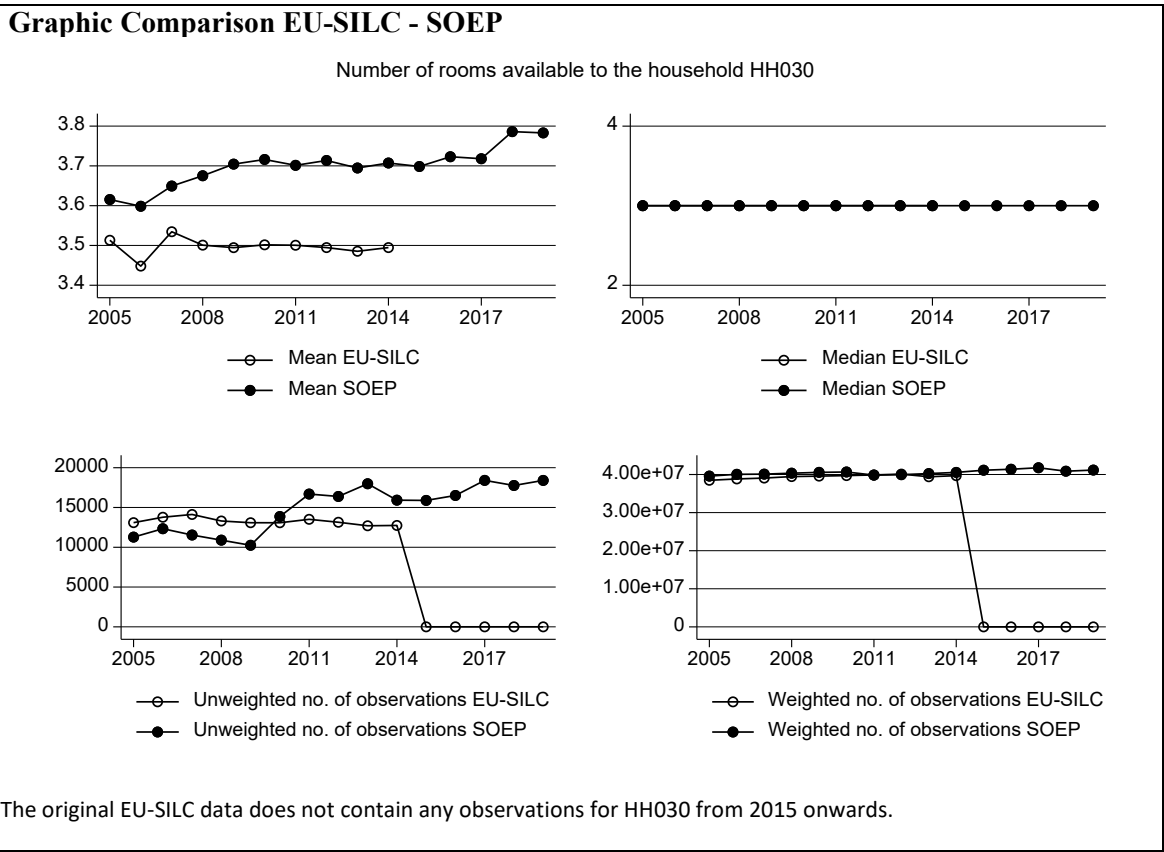 Graphic Comparison EU-SILC - SOEP
Number of rooms available to the household HH030
3.8
3.7
3.6
3.5
3.4
2005 2008 2011 2014 2017
Mean EU-SILC
Mean SOEP
4
2
2005 2008 2011 2014 2017
Median EU-SILC
Median SOEP
20000
15000
10000
5000
0
2005 2008 2011 2014 2017
Unweighted no. of observations EU-SILC
Unweighted no. of observations SOEP
4.00e+07
3.00e+07
2.00e+07
1.00e+07
0
2005 2008 2011 2014 2017
Weighted no. of observations EU-SILC
Weighted no. of observations SOEP
The original EU-SILC data does not contain any observations for HH030 from 2015 onwards.